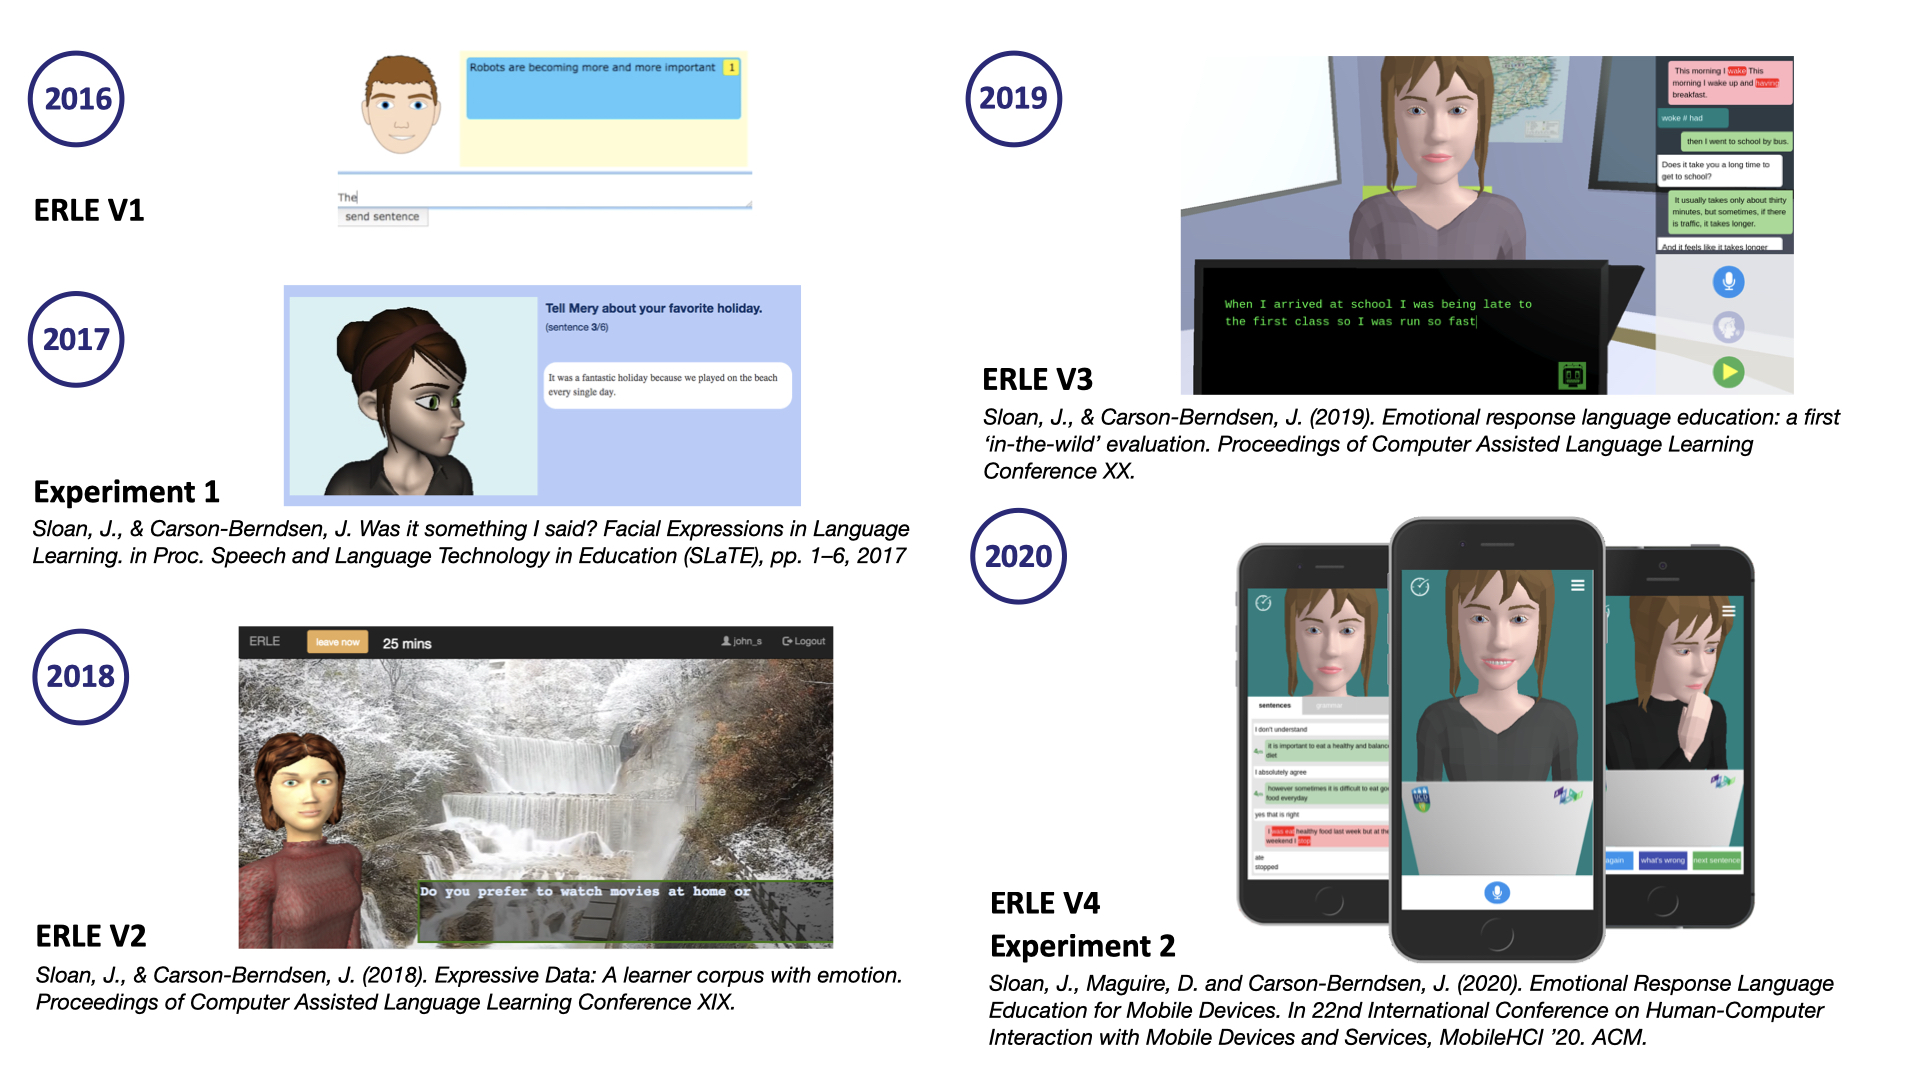 2016
Robots are becoming more and more important 1
The
send sentence
ERLE V1
2017
Tell Mery about your favorite holiday.
(sentence 3/6)
It was a fantastic holiday because we played on the beach
every single day.
Experiment 1
Sloan, J., & Carson-Berndsen, J. Was it something I said? Facial Expressions in Language
Learning. in Proc. Speech and Language Technology in Education (SLaTE), pp. 1–6, 2017
2018
ERLE leave now 25 mins john_s Logout
Do you prefer to watch movies at home or
ERLE V2
Sloan, J., & Carson-Berndsen, J. (2018). Expressive Data: A learner corpus with emotion.
Proceedings of Computer Assisted Language Learning Conference XIX.
2019
This morning I wake This
morning I wake up and having
breakfast.
woke # had
then I went to school by bus.
Does it take you a long time to
get to school?
It usually takes only about thirty
minutes, but sometimes, if there
is traffic, it takes longer.
And it feels like it takes longer
When I arrived at school I was being late to
the first class so I was run so fast
ERLE V3
Sloan, J., & Carson-Berndsen, J. (2019). Emotional response language education: a first
‘in-the-wild’ evaluation. Proceedings of Computer Assisted Language Learning
Conference XX.
2020
sentences grammar
I don't understand
it is important to eat a healthy and balance
diet
I absolutely agree
however sometimes it is difficult to eat go
food everyday
yes that is right
I was eat healthy food last week but at the
weekend I stop
ate
stopped
UCD
again what's wrong next sentence
ERLE V4
Experiment 2
Sloan, J., Maguire, D. and Carson-Berndsen, J. (2020). Emotional Response Language
Education for Mobile Devices. In 22nd International Conference on Human-Computer
Interaction with Mobile Devices and Services, MobileHCI ’20. ACM.